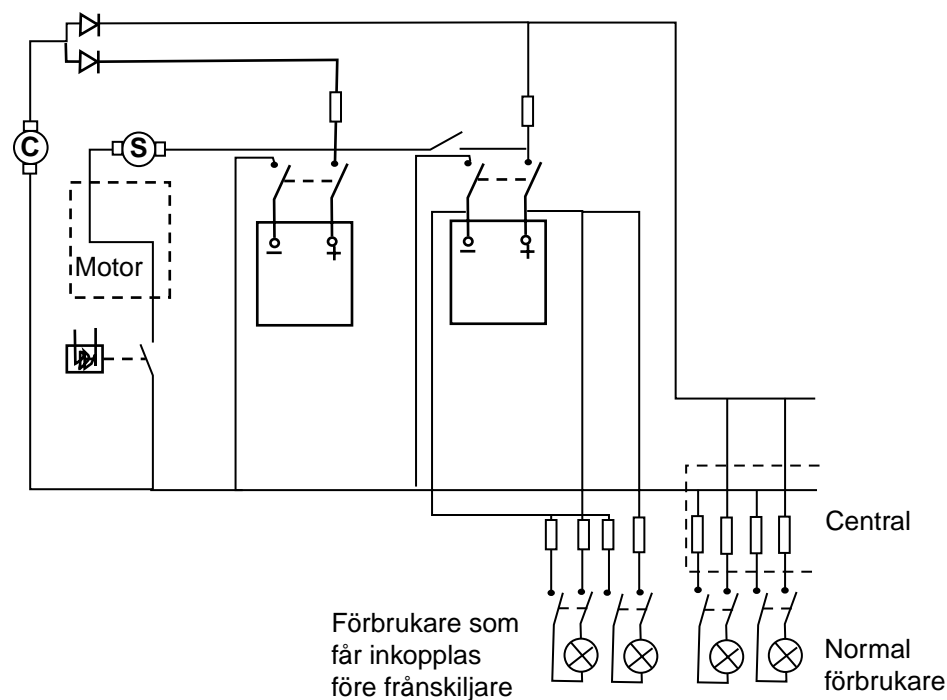 C
S
Motor
− +
− +
Central
Förbrukare som
får inkopplas
före frånskiljare
Normal
förbrukare